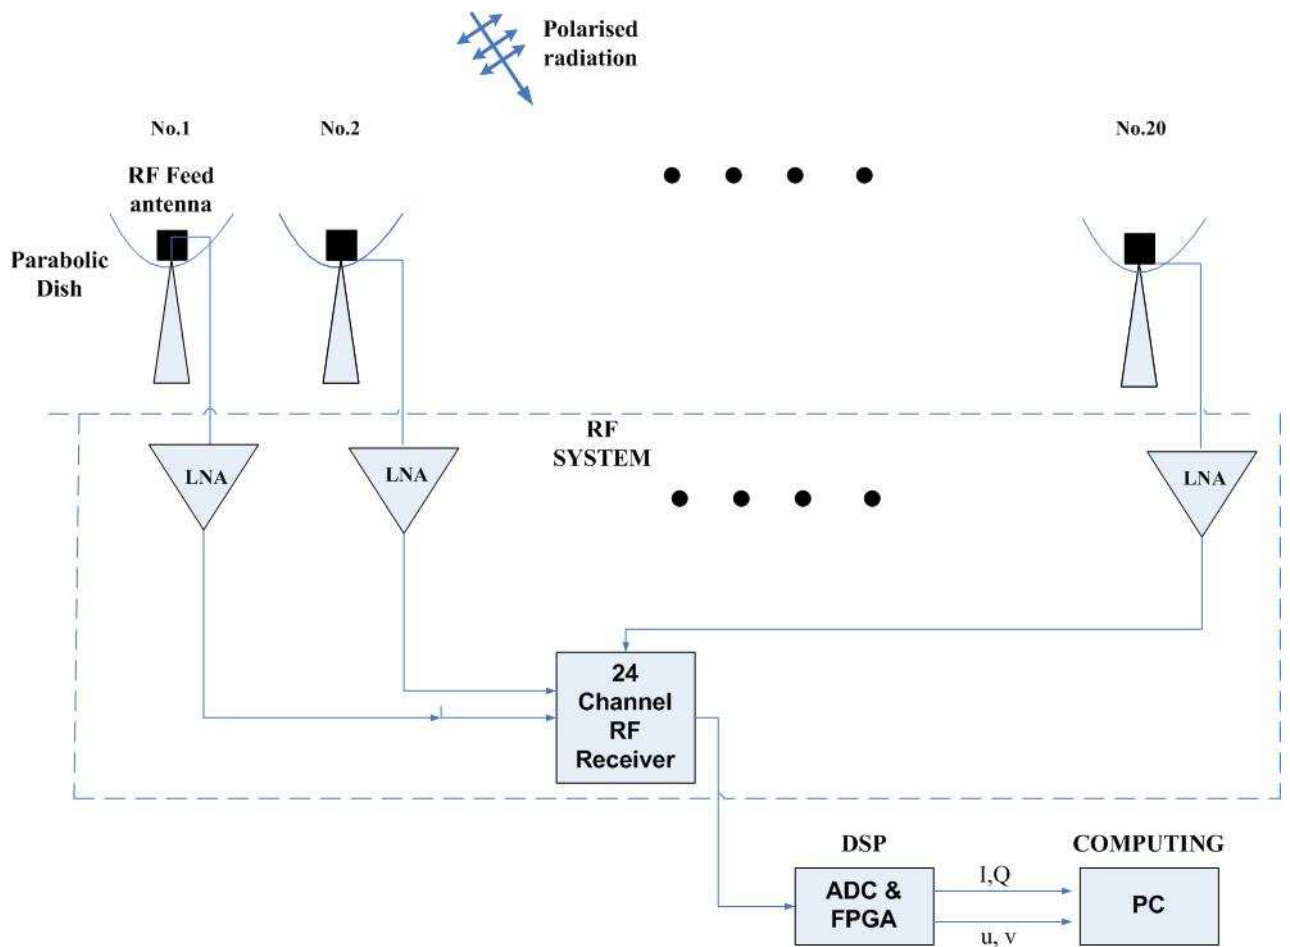 Polarised
radiation
No.1
No.2
No.20
RF Feed
antenna
Parabolic
Dish
RF
SYSTEM
LNA
LNA
LNA
24
Channel
RF
Receiver
DSP
COMPUTING
ADC &
FPGA
I,Q
u, v
PC